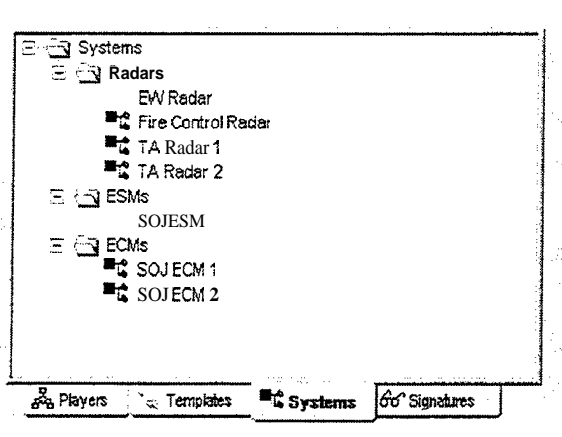 Systems
Radars
EW Radar
Fire Control Radar
TA Radar 1
TA Radar 2
ESMs
SOJESM
ECMs
SOJ ECM 1
SOJ ECM 2
Players Templates Systems Signatures